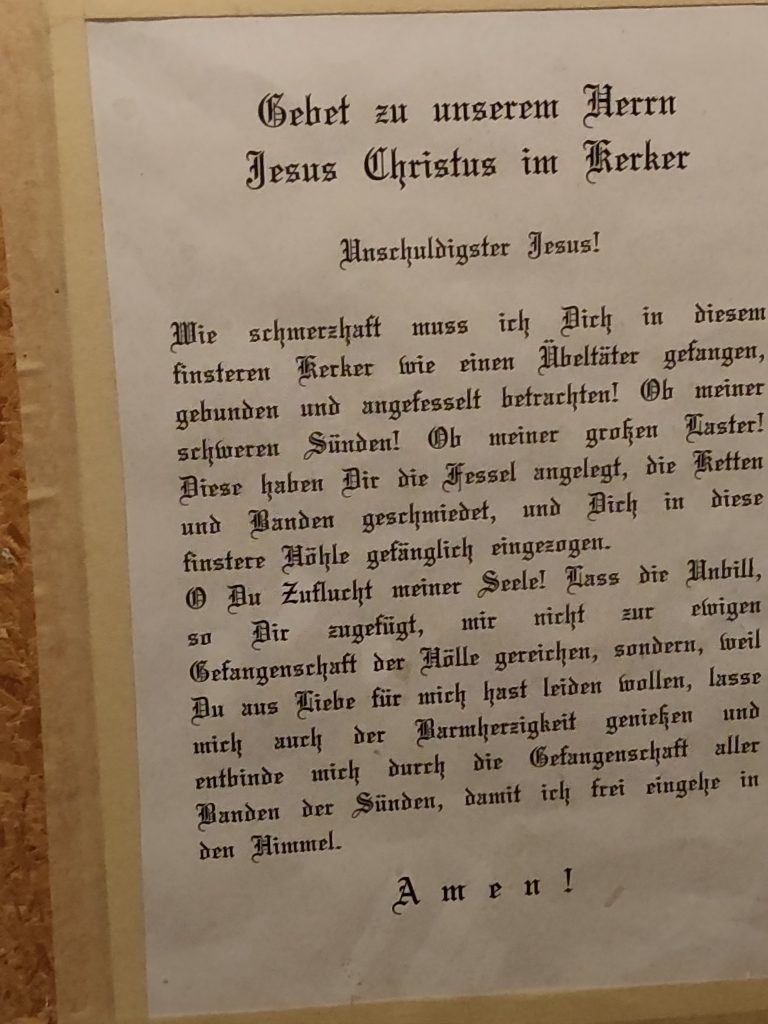 Gebet zu unserem Herrn
Jesus Christus im Kerker
Unschuldigster Jesus!
Wie schmerzhaft muss ich Dich in diesem
finsteren Kerker wie einen Übeltäter gefangen,
gebunden und angefesselt betrachten! Ob meiner
schweren Sünden! Ob meiner großen Laster!
Diese haben Dir die Fessel angelegt, die Ketten
und Banden geschmiedet, und Dich in diese
finstere Höhle gefänglich eingezogen.
O Du Zuflucht meiner Seele! Lass die Unbill,
so Dir zugefügt, mir nicht zur ewigen
Gefangenschaft der Hölle gereichen, sondern, weil
Du aus Liebe für mich hast leiden wollen, lasse
mich auch der Barmherzigkeit genießen und
entbinde mich durch die Gefangenschaft aller
Banden der Sünden, damit ich frei eingehe in
den Himmel.
A m e n !